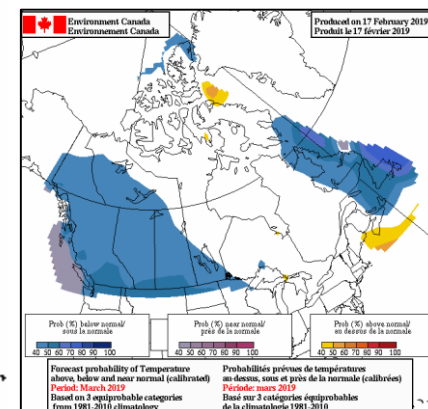 Environment Canada
Environnement Canada
Produced on 17 February 2019
Produit le 17 février 2019
Prob (%) below normal/
sous la normale
40 50 60 70 80 90 100
Prob (%) near normal/
près de la normale
40 50 60 70 80 90 100
Prob (%) above normal/
au dessus de la normale
40 50 60 70 80 90 100
Forecast probability of Temperature
above, below and near normal (calibrated)
Period: March 2019
Based on 3 equiprobable categories
from 1981-2010 climatology
Probabilités prévues de températures
au-dessus, sous et près de la normale (calibrées)
Période: mars 2019
Basé sur 3 catégories équiprobables
de la climatologie 1981-2010